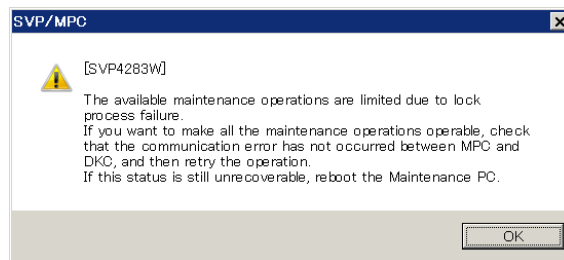 SVP/MPC
[SVP4283W]
The available maintenance operations are limited due to lock
process failure.
If you want to make all the maintenance operations operable, check
that the communication error has not occurred between MPC and
DKC, and then retry the operation.
If this status is still unrecoverable, reboot the Maintenance PC.
OK